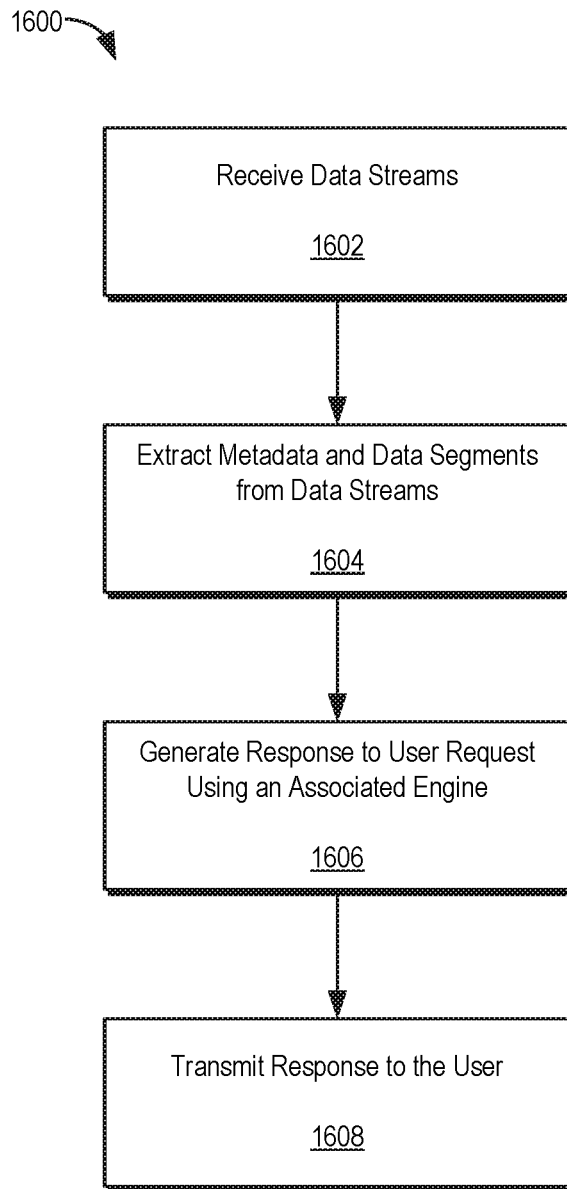 1600
Receive Data Streams
1602
Extract Metadata and Data Segments
from Data Streams
1604
Generate Response to User Request
Using an Associated Engine
1606
Transmit Response to the User
1608